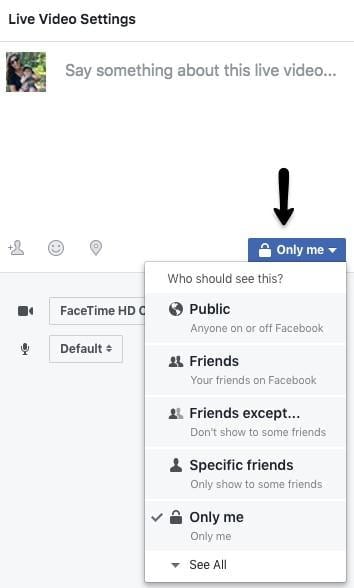 Live Video Settings
Say something about this live video...
Only me
Who should see this?
Public
Anyone on or off Facebook
FaceTime HD C
Friends
Your friends on Facebook
Default
Friends except...
Don't show to some friends
Specific friends
Only show to some friends
Only me
Only me
See All